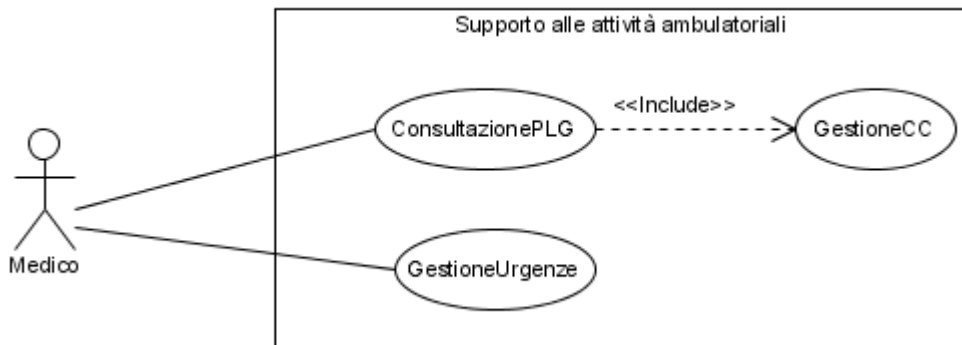 Supporto alle attività ambulatoriali
<<Include>>
ConsultazionePLG
GestioneCC
Medico
GestioneUrgenze